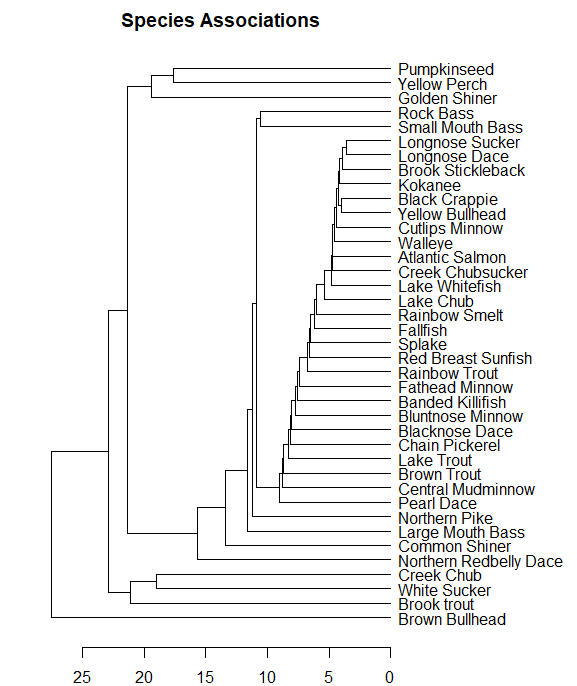 Species Associations
Pumpkinseed
Yellow Perch
Golden Shiner
Rock Bass
Small Mouth Bass
Longnose Sucker
Longnose Dace
Brook Stickleback
Kokanee
Black Crappie
Yellow Bullhead
Cutlips Minnow
Walleye
Atlantic Salmon
Creek Chubsucker
Lake Whitefish
Lake Chub
Rainbow Smelt
Fallfish
Splake
Red Breast Sunfish
Rainbow Trout
Fathead Minnow
Banded Killifish
Bluntnose Minnow
Blacknose Dace
Chain Pickerel
Lake Trout
Brown Trout
Central Mudminnow
Pearl Dace
Northern Pike
Large Mouth Bass
Common Shiner
Northern Redbelly Dace
Creek Chub
White Sucker
Brook trout
Brown Bullhead
25 20 15 10 5 0